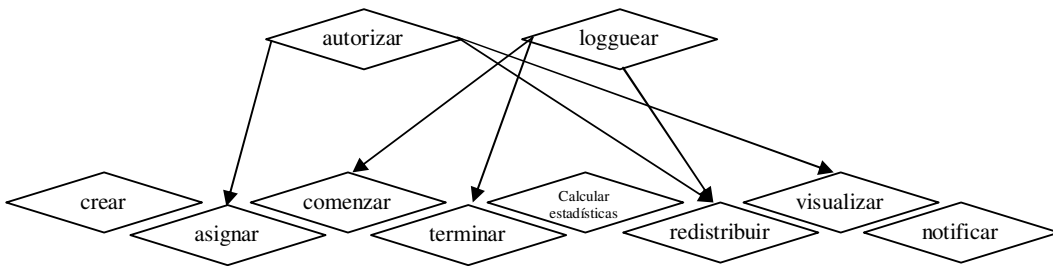 autorizar
logguear
crear
comenzar
Calcular
estadísticas
visualizar
asignar
terminar
redistribuir
notificar